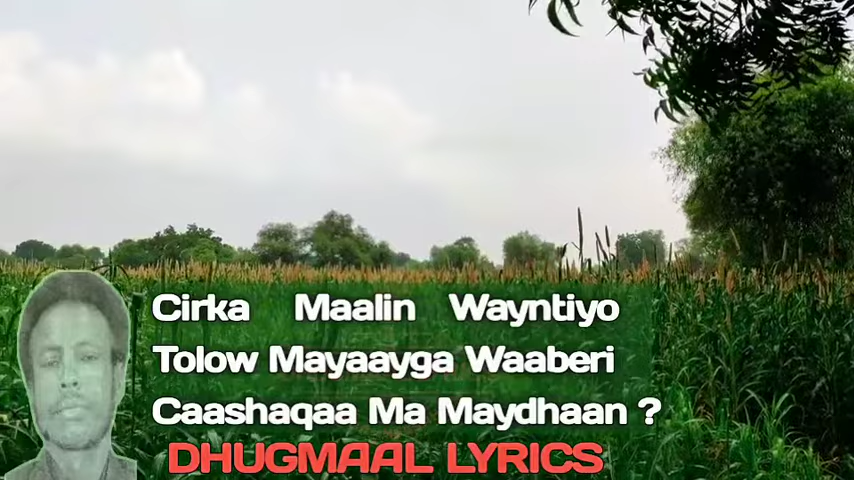 Cirka Maalin Wayntiyo
Tolow Mayaayga Waaberi
Caashaqaa Ma Maydhaan ?
DHUGMAAL LYRICS